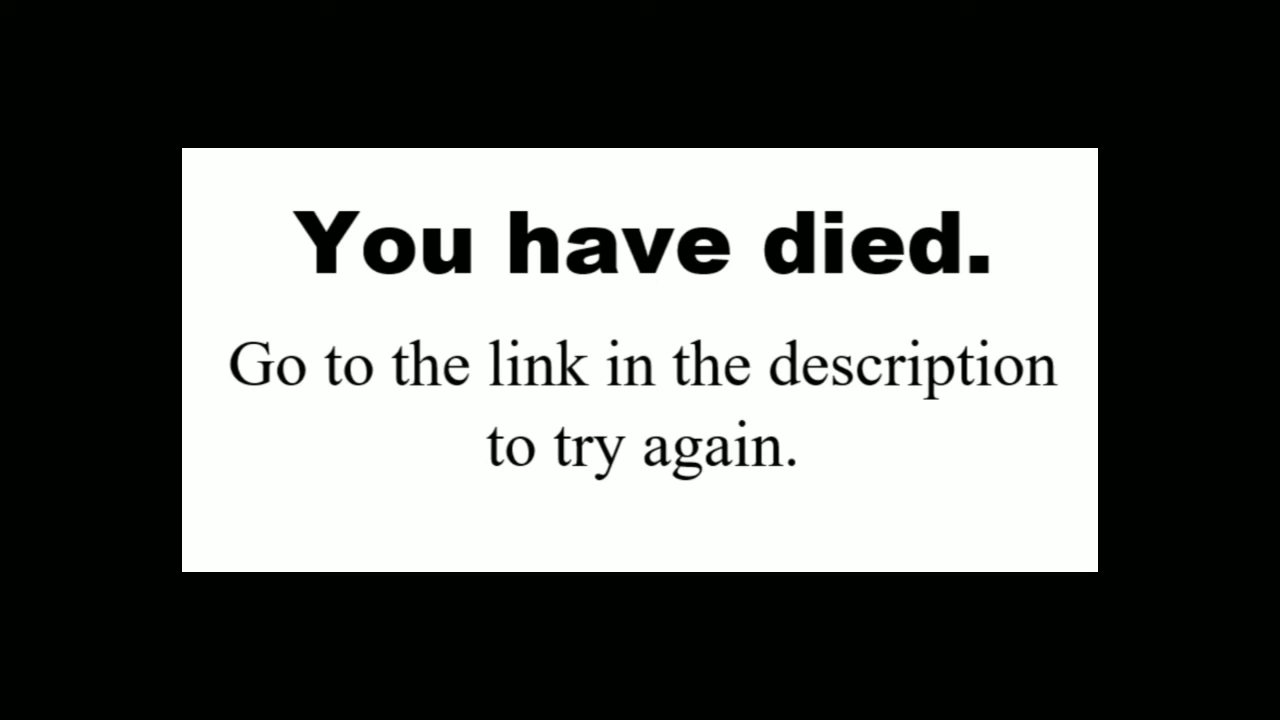 You have died.
Go to the link in the description
to try again.